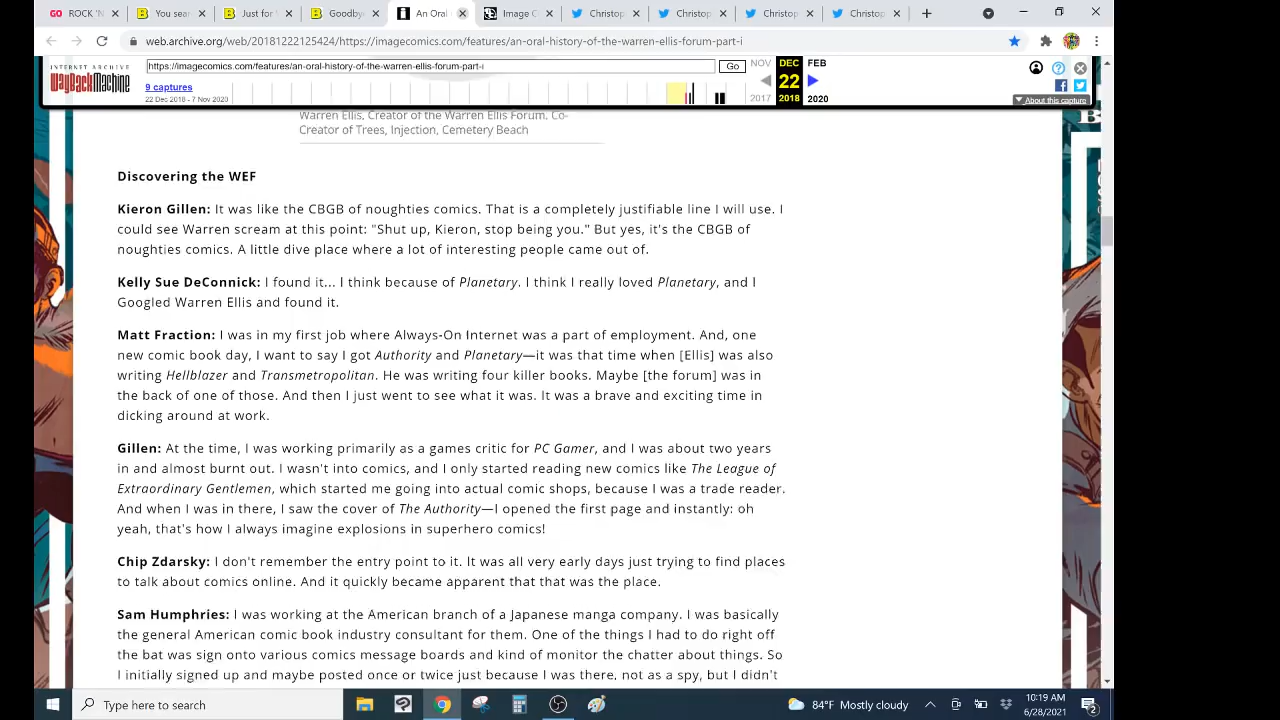 GO ROCK 'N
B You sear
B Just for
B Goodby
An Oral
Image C
Christop
Christop
Christop
Christop
web.archive.org/web/20181222125424/https://imagecomics.com/features/an-oral-history-of-the-warren-ellis-forum-part-i
INTERNET ARCHIVE
WayBackMachine
https://imagecomics.com/features/an-oral-history-of-the-warren-ellis-forum-part-i
Go
NOV DEC FEB
9 captures
22
22 Dec 2018 - 7 Nov 2020
2017 2018 2020
About this capture
Warren Ellis, Creator of the Warren Ellis Forum, Co-
Creator of Trees, Injection, Cemetery Beach
Discovering the WEF
Kieron Gillen: It was like the CBGB of noughties comics. That is a completely justifiable line I will use. I
could see Warren scream at this point: "Shut up, Kieron, stop being you." But yes, it's the CBGB of
noughties comics. A little dive place where a lot of interesting people came out of.
Kelly Sue DeConnick: I found it... I think because of Planetary. I think I really loved Planetary, and I
Googled Warren Ellis and found it.
Matt Fraction: I was in my first job where Always-On Internet was a part of employment. And, one
new comic book day, I want to say I got Authority and Planetary—it was that time when [Ellis] was also
writing Hellblazer and Transmetropolitan. He was writing four killer books. Maybe [the forum] was in
the back of one of those. And then I just went to see what it was. It was a brave and exciting time in
dicking around at work.
Gillen: At the time, I was working primarily as a games critic for PC Gamer, and I was about two years
in and almost burnt out. I wasn't into comics, and I only started reading new comics like The League of
Extraordinary Gentlemen, which started me going into actual comic shops, because I was a trade reader.
And when I was in there, I saw the cover of The Authority—I opened the first page and instantly: oh
yeah, that's how I always imagine explosions in superhero comics!
Chip Zdarsky: I don't remember the entry point to it. It was all very early days just trying to find places
to talk about comics online. And it quickly became apparent that that was the place.
Sam Humphries: I was working at the American branch of a Japanese manga company. I was basically
the general American comic book industry consultant for them. One of the things I had to do right off
the bat was sign onto various comics message boards and kind of monitor the chatter about things. So
I initially signed up and maybe posted once or twice just because I was there, not as a spy, but I didn't
Type here to search
84°F Mostly cloudy
10:19 AM
6/28/2021
2